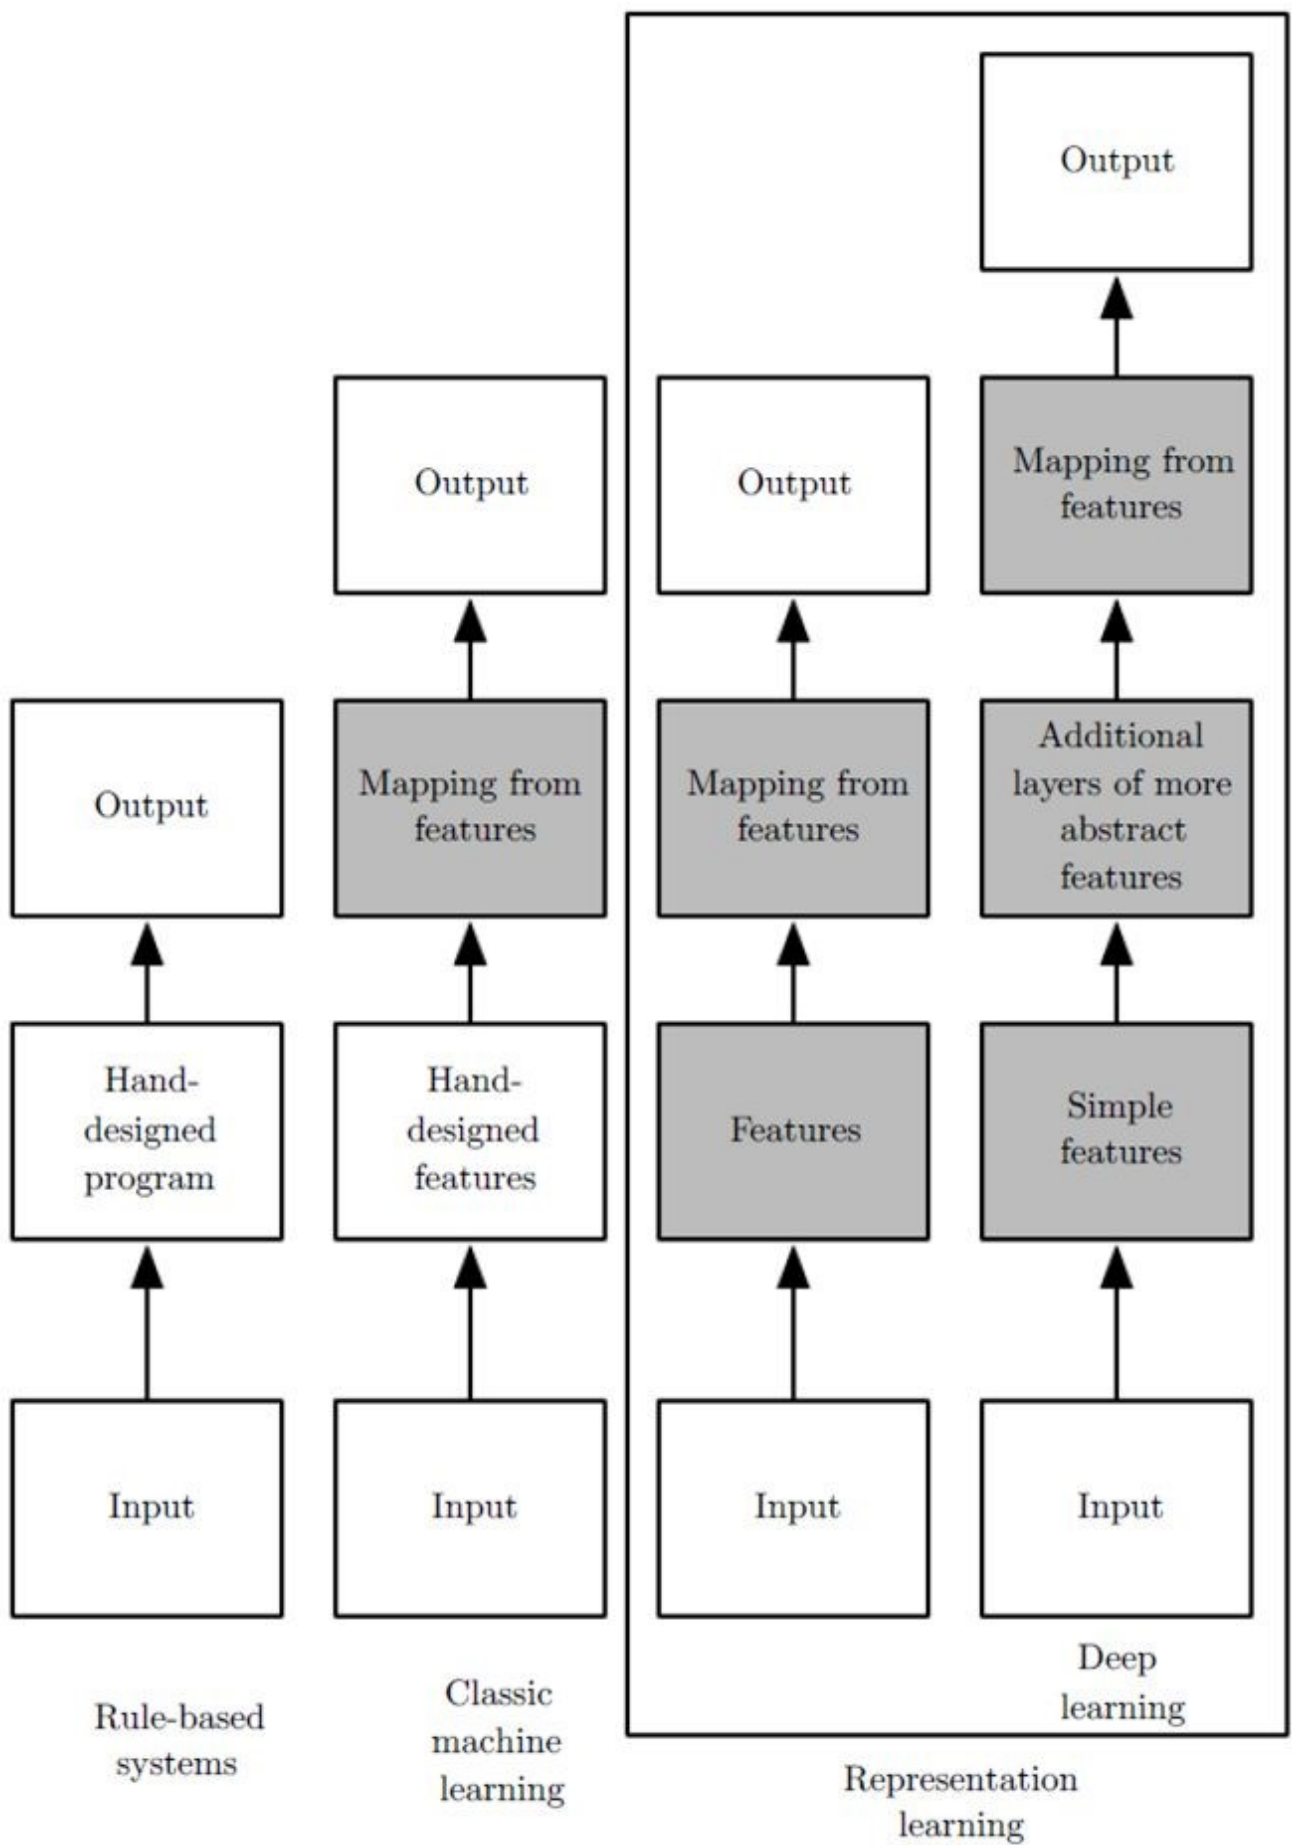 Output
Output
Output
Mapping from
features
Output
Mapping from
features
Mapping from
features
Additional
layers of more
abstract
features
Hand-
designed
program
Hand-
designed
features
Features
Simple
features
Input
Input
Input
Input
Rule-based
systems
Classic
machine
learning
Deep
learning
Representation
learning